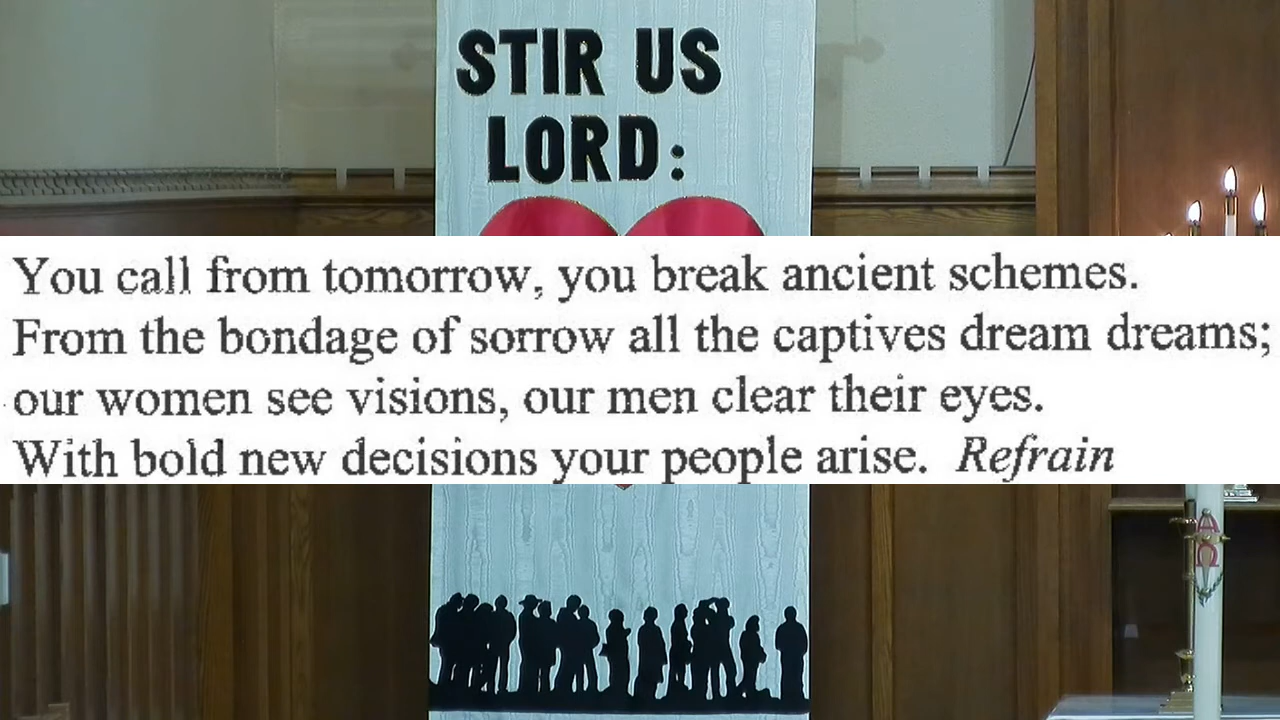 STIR US
LORD:
You call from tomorrow, you break ancient schemes.
From the bondage of sorrow all the captives dream dreams;
our women see visions, our men clear their eyes.
With bold new decisions your people arise. Refrain
ΑΩ